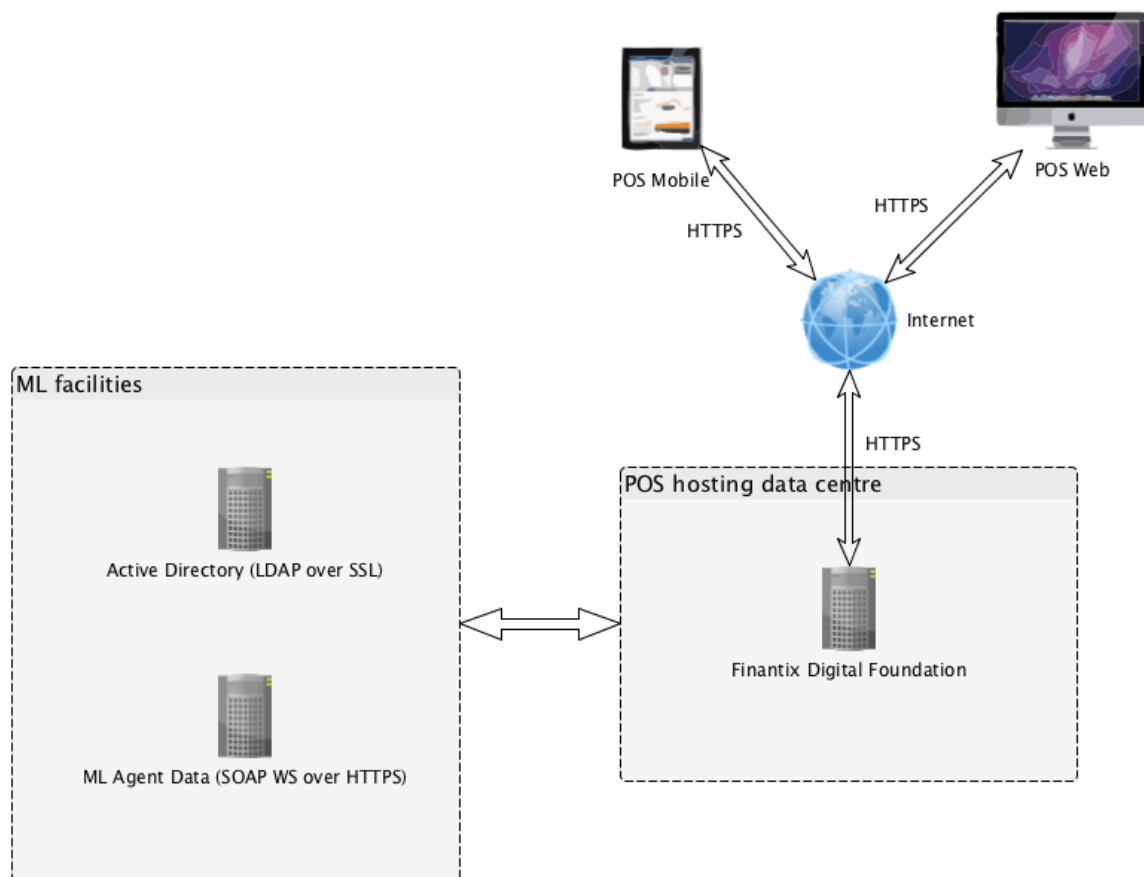 POS Mobile
POS Web
HTTPS
HTTPS
Internet
ML facilities
HTTPS
POS hosting data centre
Active Directory (LDAP over SSL)
Finantix Digital Foundation
ML Agent Data (SOAP WS over HTTPS)